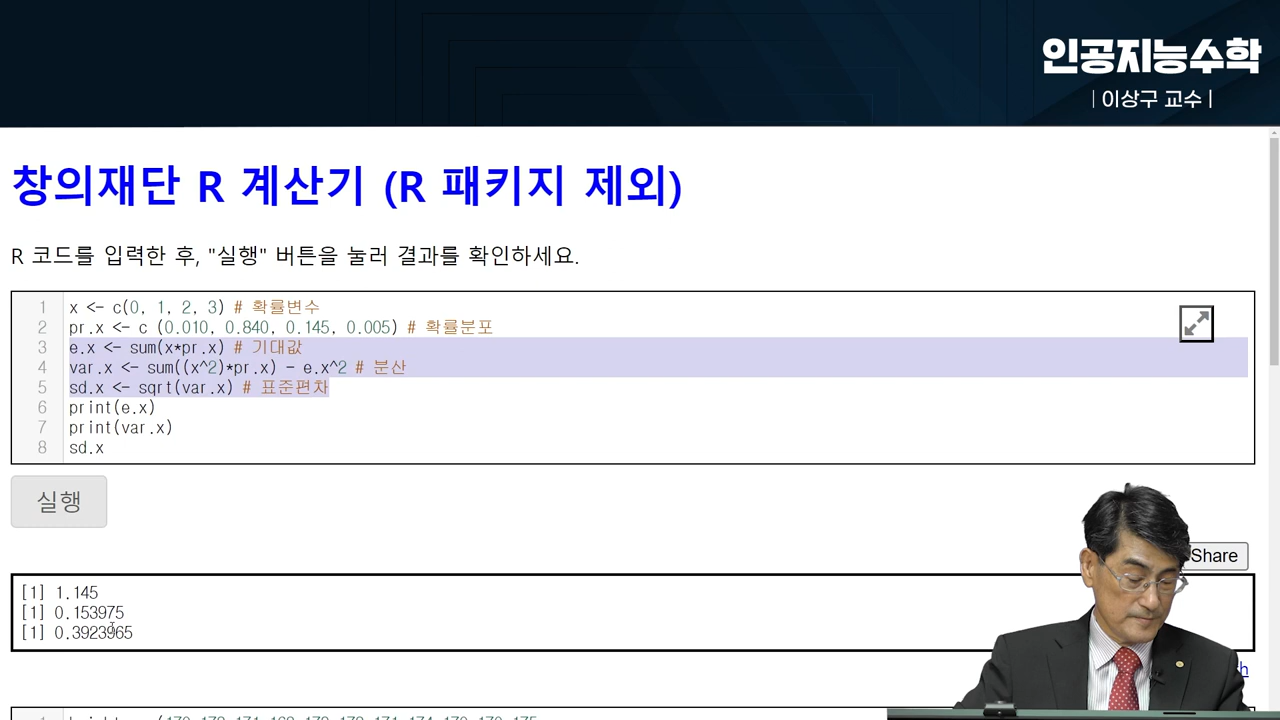 인공지능수학
| 이상구 교수 |
창의재단 R 계산기 (R 패키지 제외)
R 코드를 입력한 후, "실행" 버튼을 눌러 결과를 확인하세요.
1 x <- c(0, 1, 2, 3) # 확률변수
2 pr.x <- c (0.010, 0.840, 0.145, 0.005) # 확률분포
3 e.x <- sum(x*pr.x) # 기대값
4 var.x <- sum((x^2)*pr.x) - e.x^2 # 분산
5 sd.x <- sqrt(var.x) # 표준편차
6 print(e.x)
7 print(var.x)
8 sd.x
실행
Share
[1] 1.145
[1] 0.153975
[1] 0.3923965